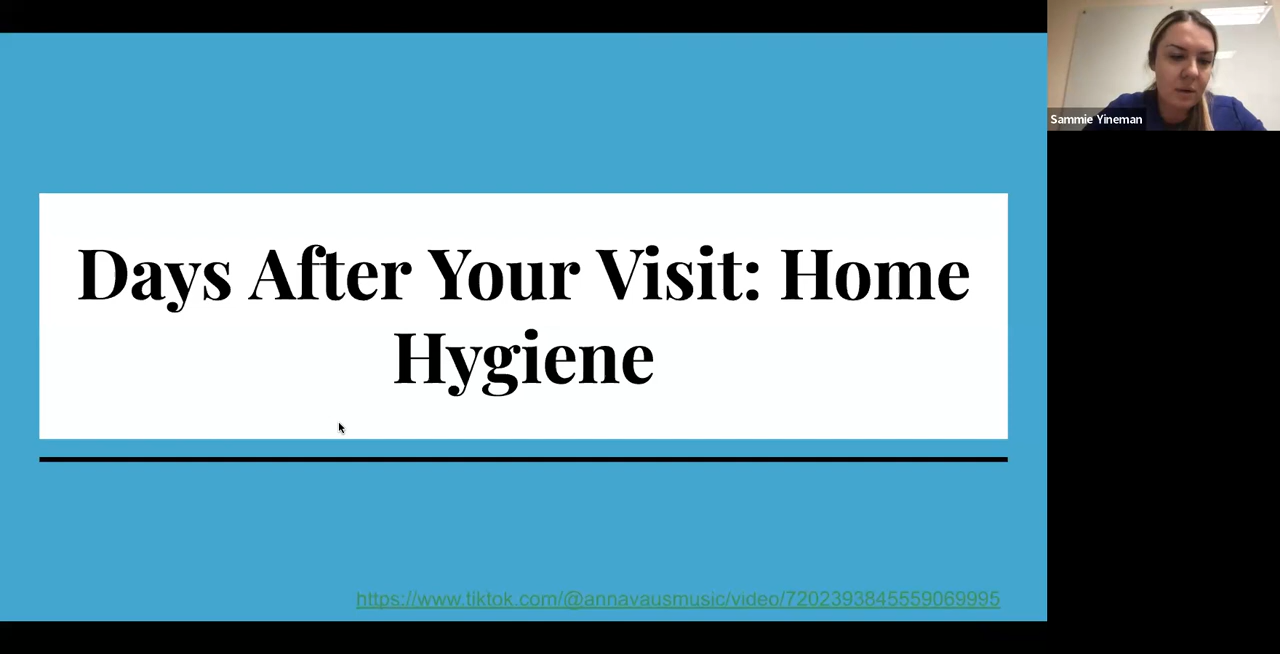 Days After Your Visit: Home
Hygiene
https://www.tiktok.com/@annavausmusic/video/7202393845559069995
Sammie Yineman